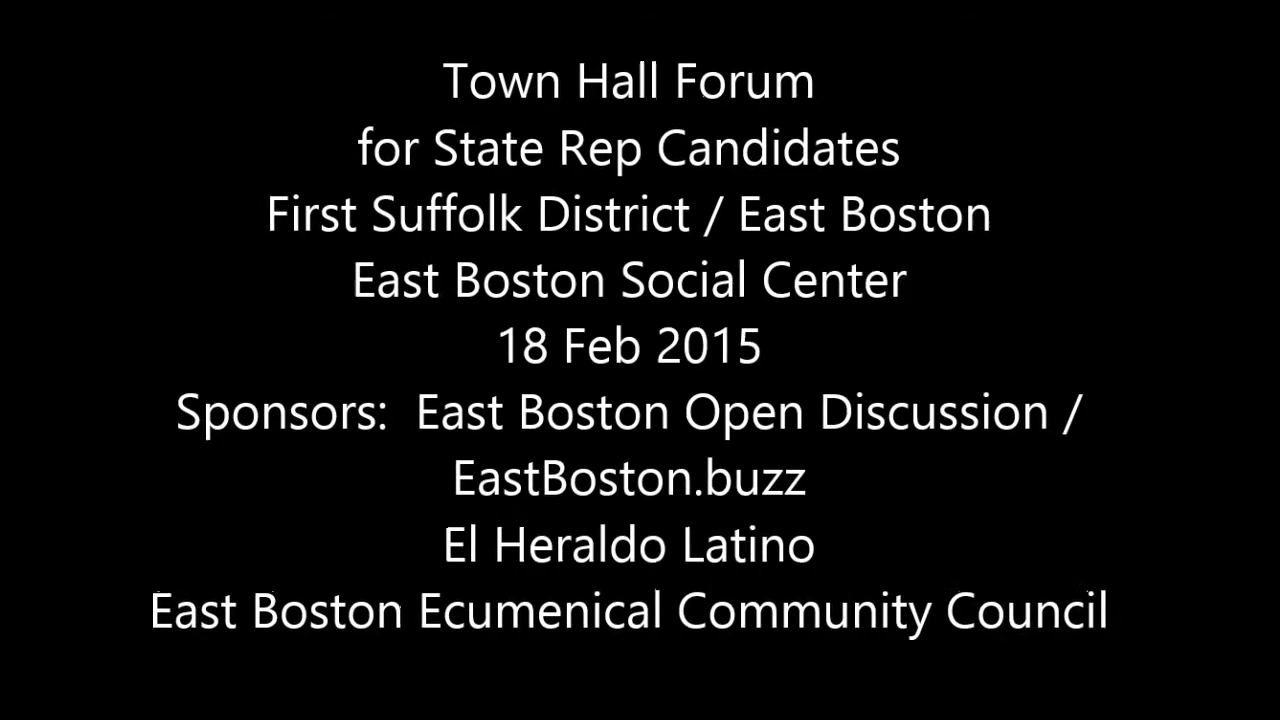 Town Hall Forum
for State Rep Candidates
First Suffolk District / East Boston
East Boston Social Center
18 Feb 2015
Sponsors:  East Boston Open Discussion /
EastBoston.buzz
El Heraldo Latino
East Boston Ecumenical Community Council